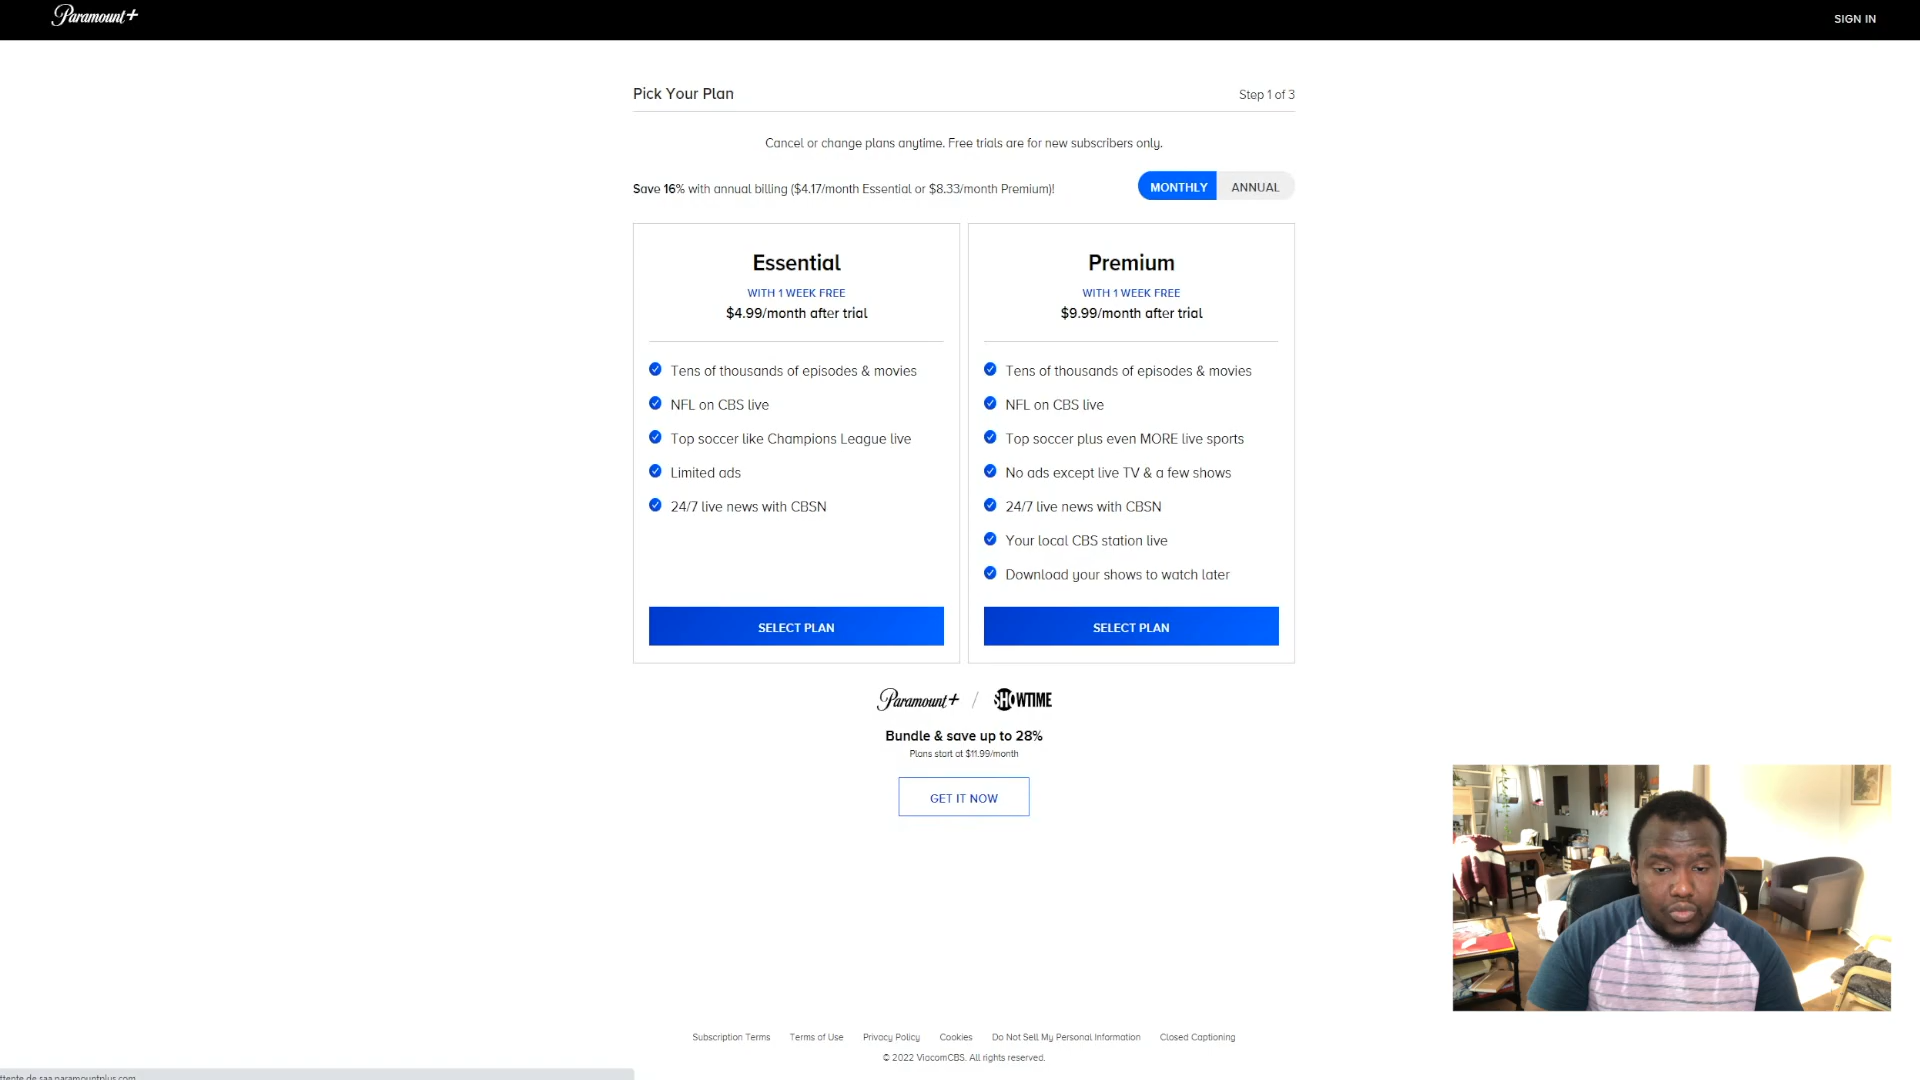 Paramount+
SIGN IN
Pick Your Plan
Step 1 of 3
Cancel or change plans anytime. Free trials are for new subscribers only.
Save 16% with annual billing ($4.17/month Essential or $8.33/month Premium)!
MONTHLY ANNUAL
Essential
WITH 1 WEEK FREE
$4.99/month after trial
Tens of thousands of episodes & movies
NFL on CBS live
Top soccer like Champions League live
Limited ads
24/7 live news with CBSN
SELECT PLAN
Premium
WITH 1 WEEK FREE
$9.99/month after trial
Tens of thousands of episodes & movies
NFL on CBS live
Top soccer plus even MORE live sports
No ads except live TV & a few shows
24/7 live news with CBSN
Your local CBS station live
Download your shows to watch later
SELECT PLAN
Paramount+ / SHOWTIME
Bundle & save up to 28%
Plans start at $11.99/month
GET IT NOW
Subscription Terms Terms of Use Privacy Policy Cookies Do Not Sell My Personal Information Closed Captioning
© 2022 ViacomCBS. All rights reserved.
de saa.paramountplus.com